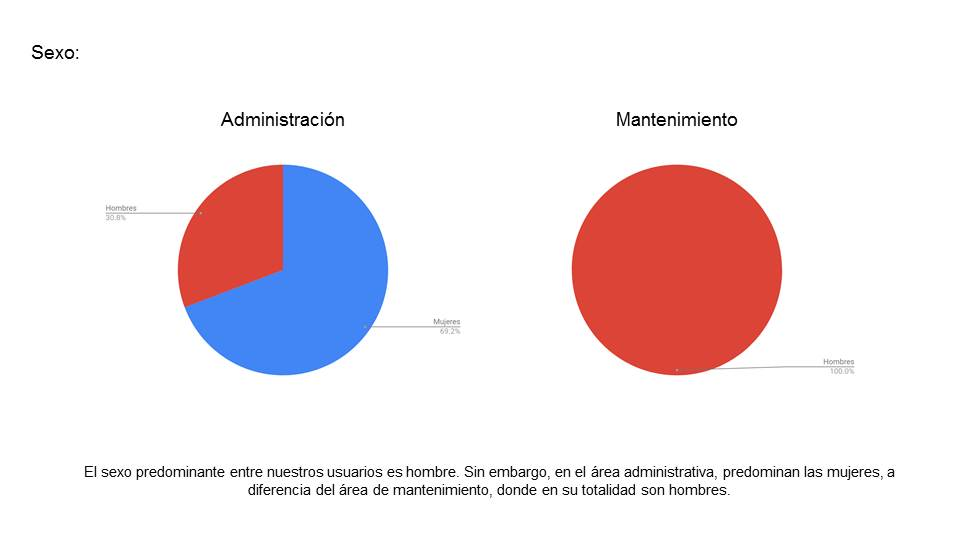 Sexo:
Administración
Mantenimiento
Hombres
30.8%
Mujeres
69.2%
Hombres
100.0%
El sexo predominante entre nuestros usuarios es hombre. Sin embargo, en el área administrativa, predominan las mujeres, a
diferencia del área de mantenimiento, donde en su totalidad son hombres.